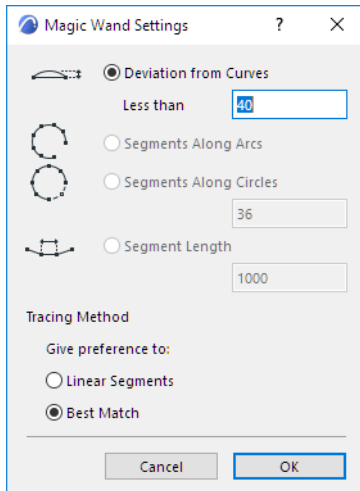 Magic Wand Settings
Deviation from Curves
Less than
40
Segments Along Arcs
Segments Along Circles
36
Segment Length
1000
Tracing Method
Give preference to:
Linear Segments
Best Match
Cancel OK